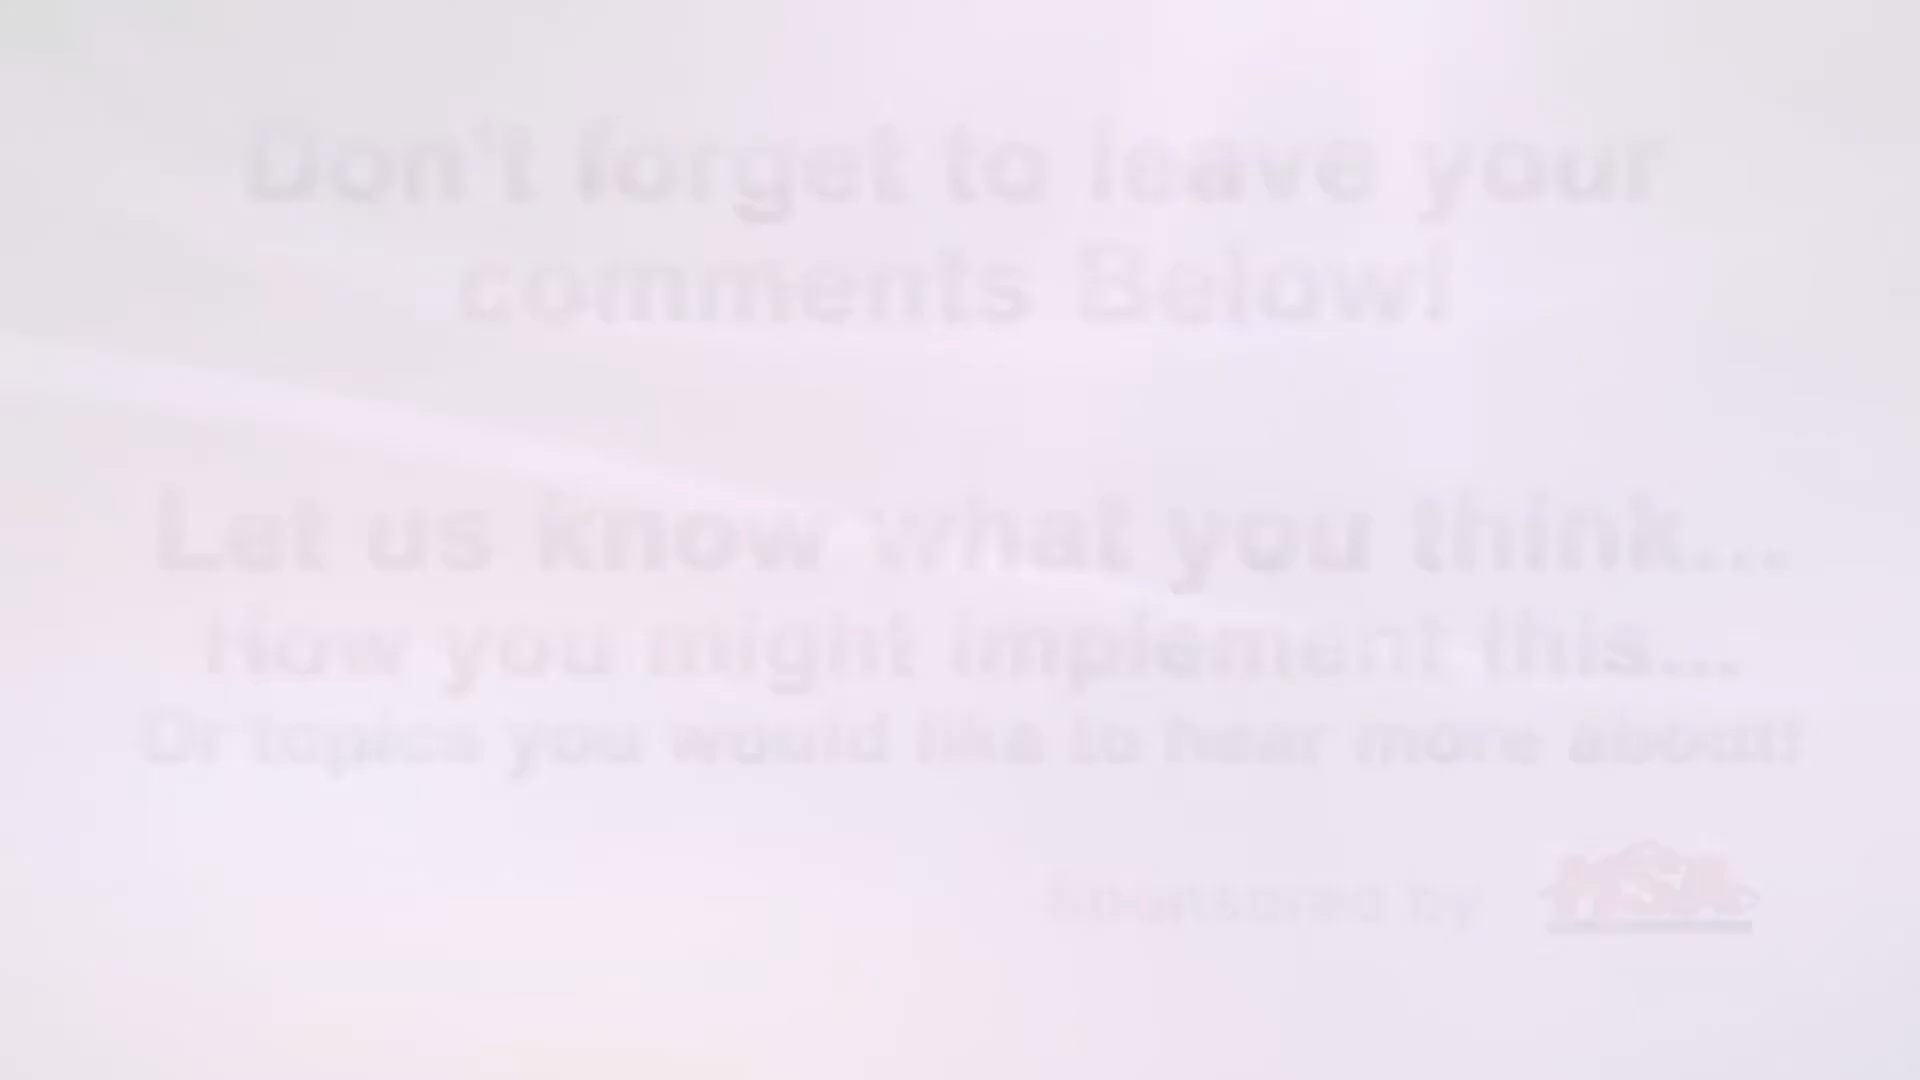 Don't forget to leave your
comments Below!
Let us know what you think...
How you might implement this...
Or topics you would like to hear more about!
Sponsored by